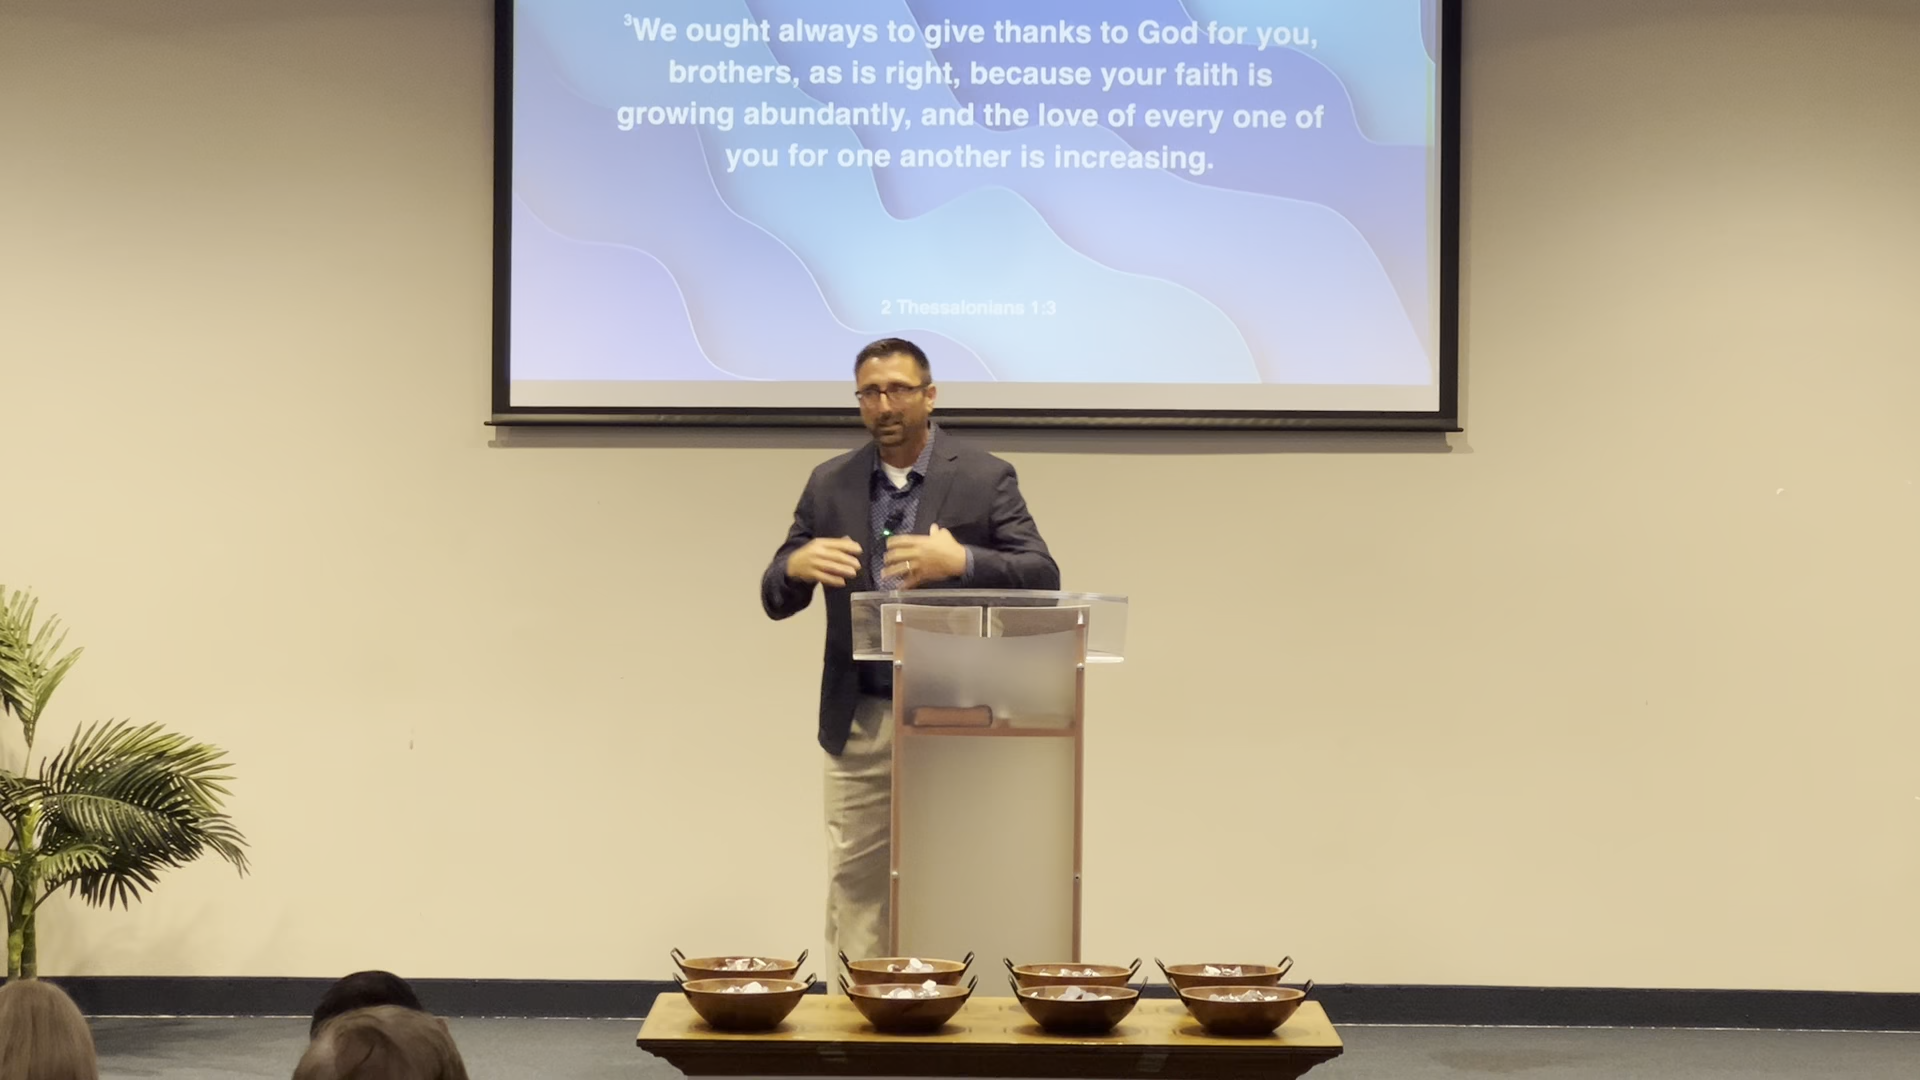 ³We ought always to give thanks to God for you,
brothers, as is right, because your faith is
growing abundantly, and the love of every one of
you for one another is increasing.
2 Thessalonians 1:3